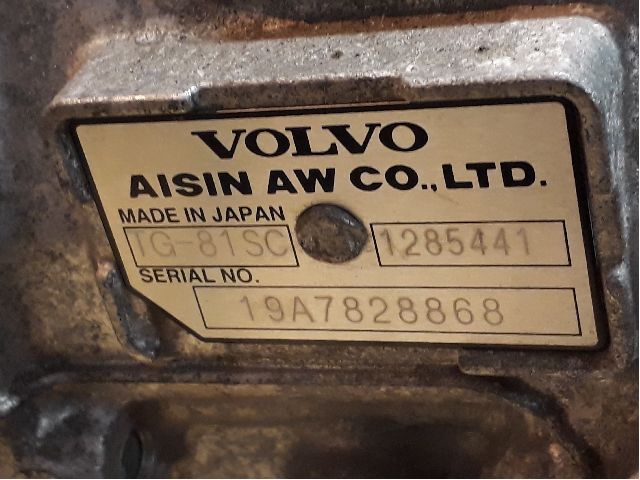 VOLVO
AISIN AW CO.,LTD.
MADE IN JAPAN
TG-81SC 1285441
SERIAL NO.
19A7828868